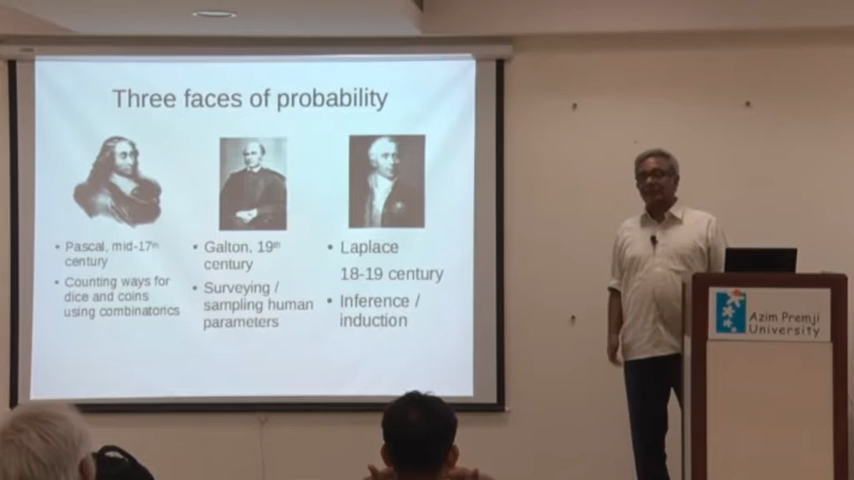 Three faces of probability
• Pascal, mid-17th
century
• Counting ways for
dice and coins
using combinatorics
• Galton, 19th
century
• Surveying /
sampling human
parameters
• Laplace
18-19 century
• Inference /
induction
Azim Premji
University